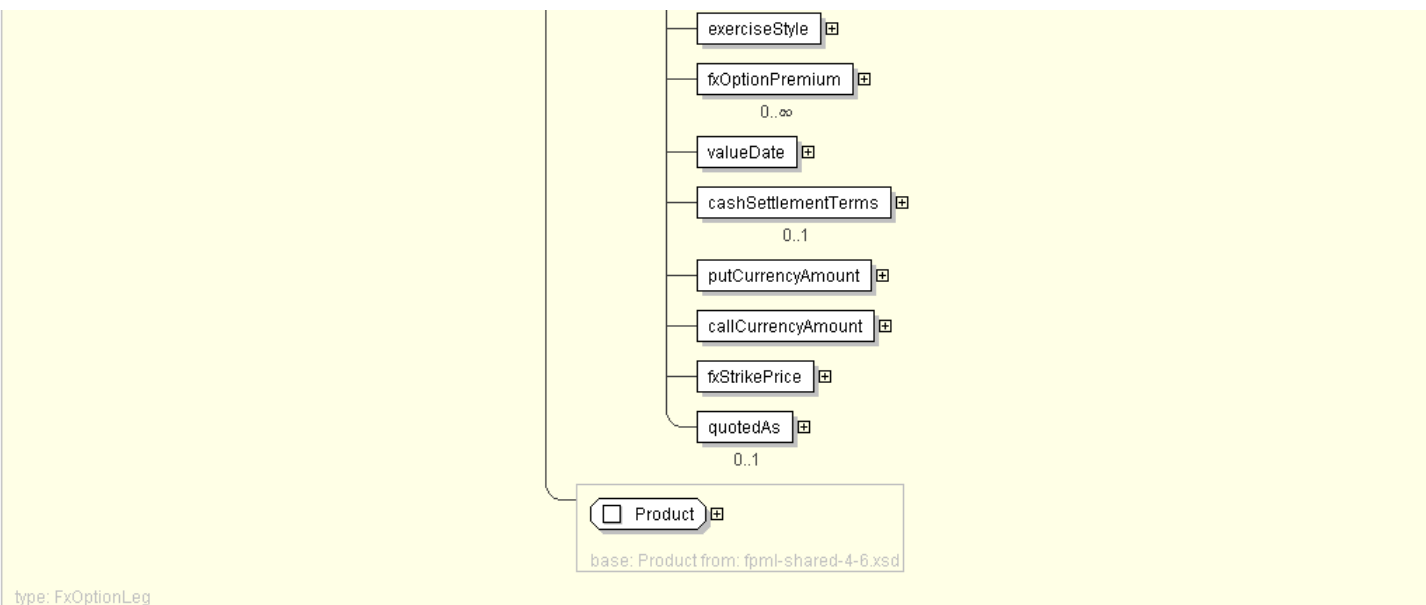 exerciseStyle
fxOptionPremium
0..∞
valueDate
cashSettlementTerms
0..1
putCurrencyAmount
callCurrencyAmount
fxStrikePrice
quotedAs
0..1
Product
base: Product from: fpml-shared-4-6.xsd
type: FxOptionLeg